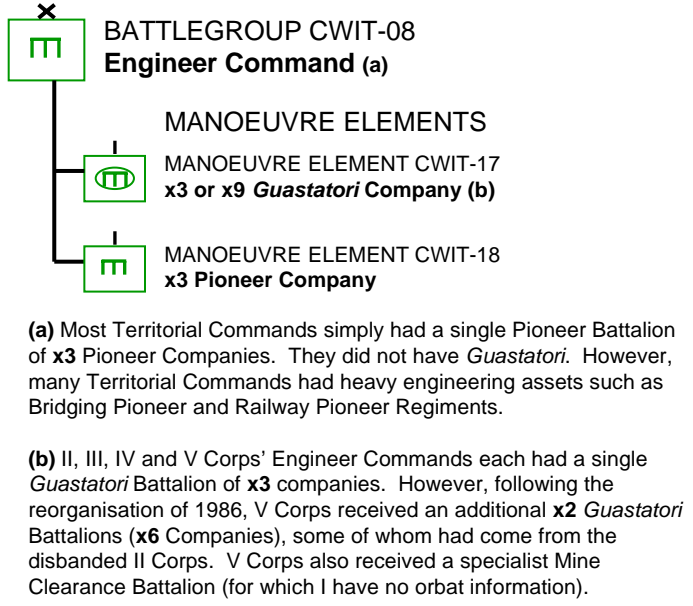 BATTLEGROUP CWIT-08
Engineer Command (a)
MANOEUVRE ELEMENTS
MANOEUVRE ELEMENT CWIT-17
x3 or x9 Guastatori Company (b)
MANOEUVRE ELEMENT CWIT-18
x3 Pioneer Company
(a) Most Territorial Commands simply had a single Pioneer Battalion
of x3 Pioneer Companies. They did not have Guastatori. However,
many Territorial Commands had heavy engineering assets such as
Bridging Pioneer and Railway Pioneer Regiments.
(b) II, III, IV and V Corps’ Engineer Commands each had a single
Guastatori Battalion of x3 companies. However, following the
reorganisation of 1986, V Corps received an additional x2 Guastatori
Battalions (x6 Companies), some of whom had come from the
disbanded II Corps. V Corps also received a specialist Mine
Clearance Battalion (for which I have no orbat information).